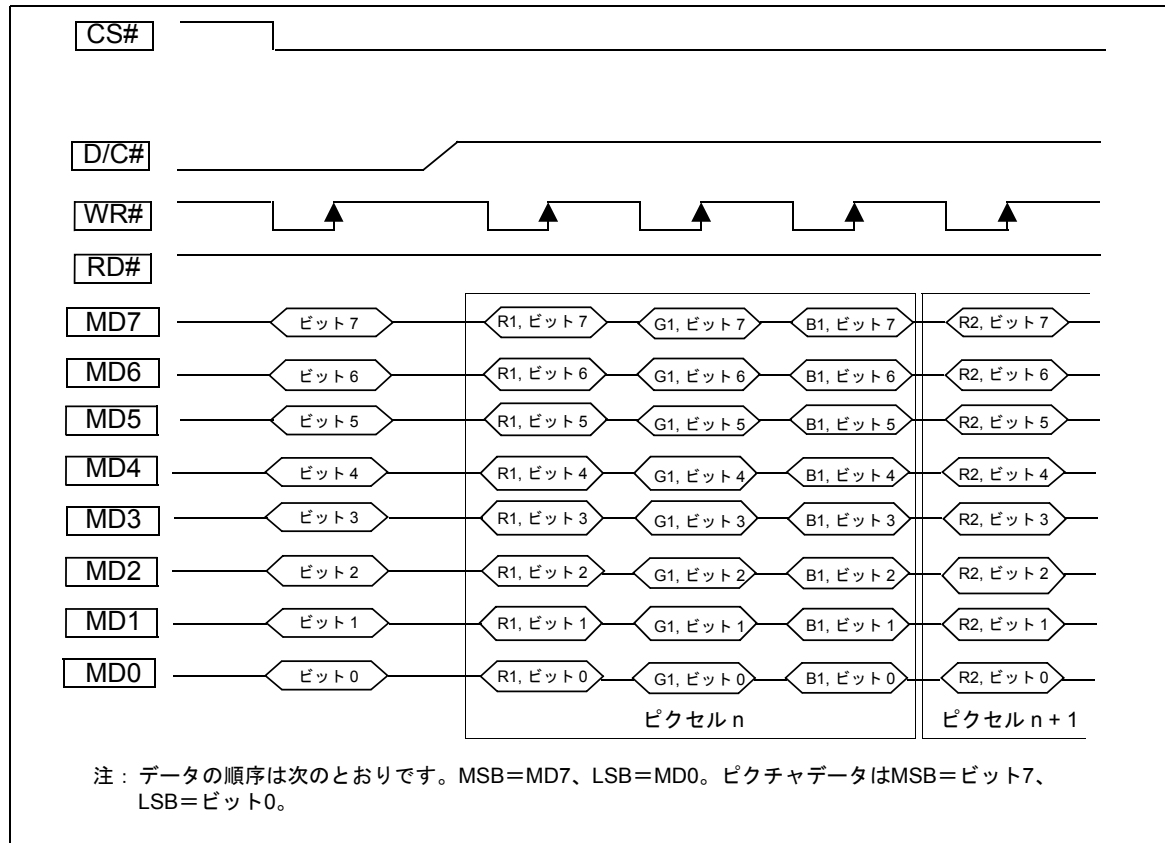 CS#
D/C#
WR#
RD#
MD7 ビット 7 R1, ビット 7 G1, ビット 7 B1, ビット 7 R2, ビット 7
MD6 ビット 6 R1, ビット 6 G1, ビット 6 B1, ビット 6 R2, ビット 6
MD5 ビット 5 R1, ビット 5 G1, ビット 5 B1, ビット 5 R2, ビット 5
MD4 ビット 4 R1, ビット 4 G1, ビット 4 B1, ビット 4 R2, ビット 4
MD3 ビット 3 R1, ビット 3 G1, ビット 3 B1, ビット 3 R2, ビット 3
MD2 ビット 2 R1, ビット 2 G1, ビット 2 B1, ビット 2 R2, ビット 2
MD1 ビット 1 R1, ビット 1 G1, ビット 1 B1, ビット 1 R2, ビット 1
MD0 ビット 0 R1, ビット 0 G1, ビット 0 B1, ビット 0 R2, ビット 0
ピクセル n ピクセル n + 1
注： データの順序は次のとおりです。MSB＝MD7、LSB＝MD0。ピクチャデータはMSB＝ビット7、
LSB＝ビット0。